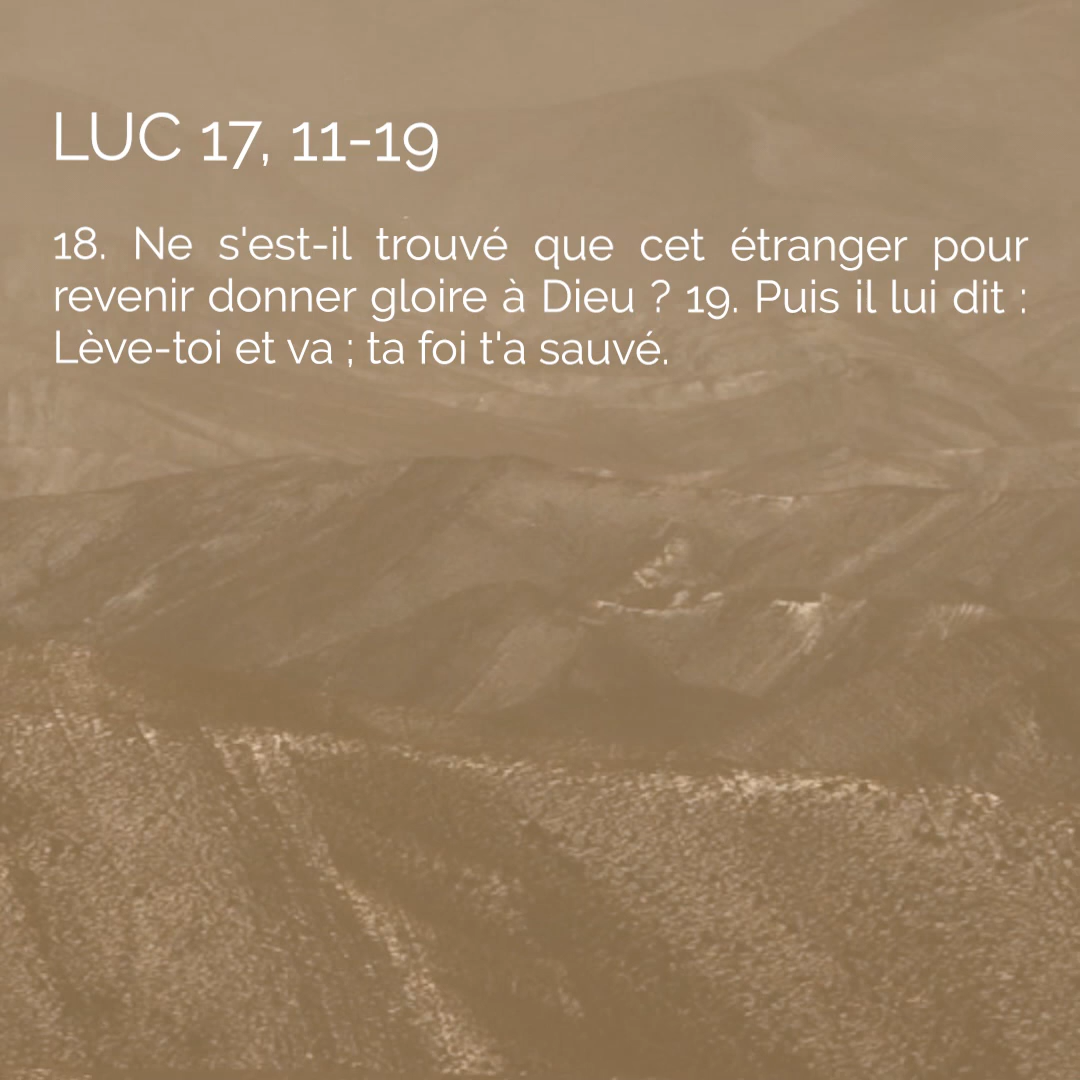 LUC 17, 11-19
18. Ne s'est-il trouvé que cet étranger pour
revenir donner gloire à Dieu ? 19. Puis il lui dit :
Lève-toi et va ; ta foi t'a sauvé.